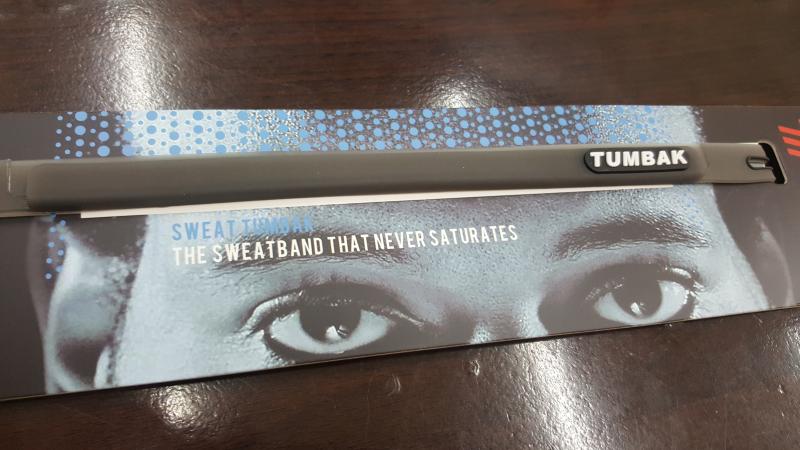 TUMBAK
SWEAT TUMBAK
THE SWEATBAND THAT NEVER SATURATES